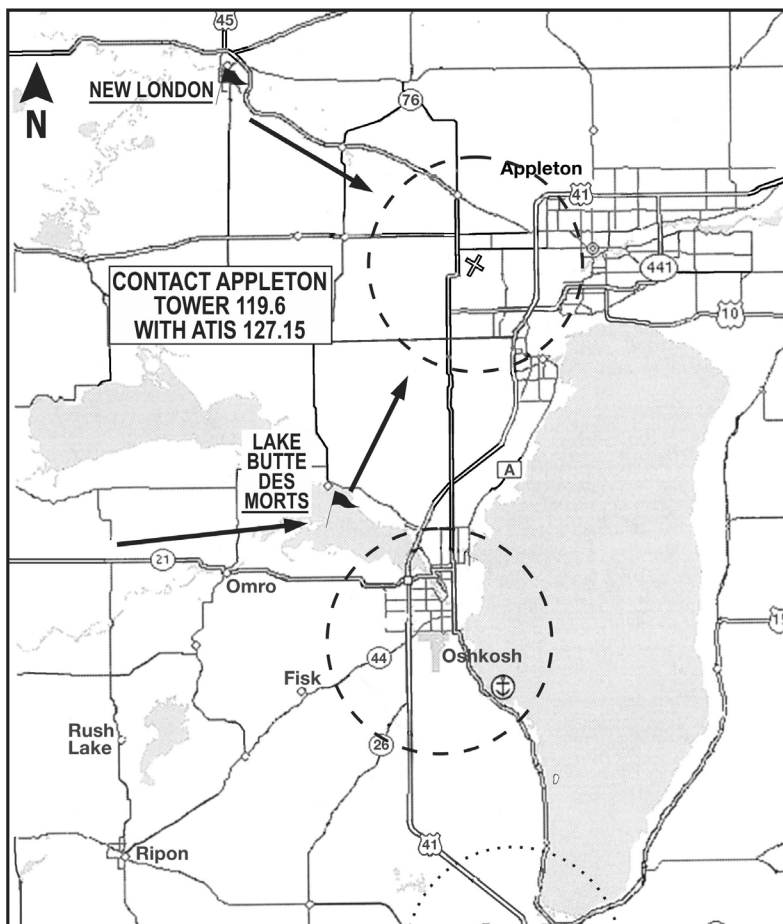 45
NEW LONDON
N
76
Appleton
41
441
CONTACT APPLETON
TOWER 119.6
WITH ATIS 127.15
10
LAKE
BUTTE
DES
MORTS
A
21
Omro
44
Oshkosh
Fisk
Rush
Lake
26
41
Ripon